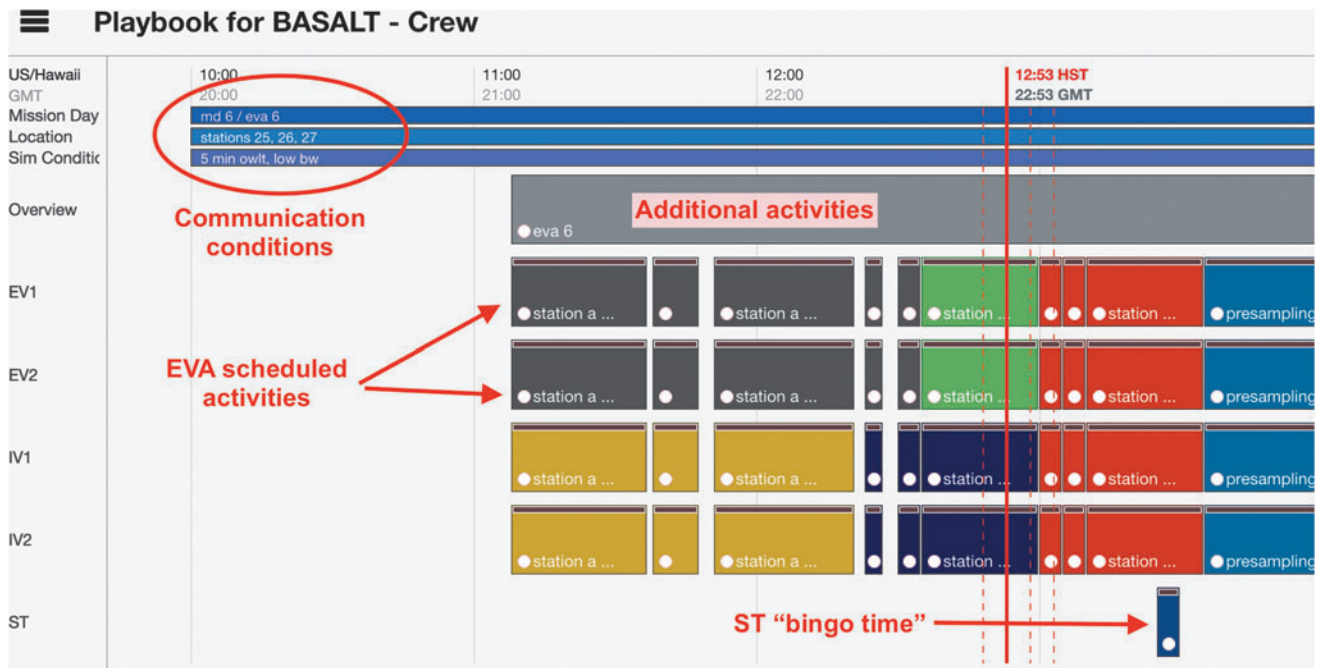 Playbook for BASALT - Crew
US/Hawaii 10:00 11:00 12:00 12:53 HST
GMT 20:00 21:00 22:00 22:53 GMT
Mission Day md 6 / eva 6
Location stations 25, 26, 27
Sim Conditic 5 min owlt, low bw
Communication
conditions
Overview
Additional activities
eva 6
EV1
station a ... station a ... station ... station ... presampling
EVA scheduled
activities
EV2
station a ... station a ... station ... station ... presampling
IV1
station a ... station a ... station ... station ... presampling
IV2
station a ... station a ... station ... station ... presampling
ST
ST “bingo time”